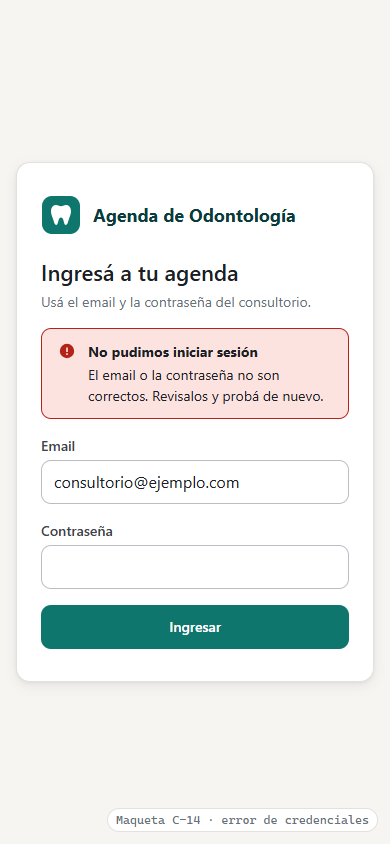 Agenda de Odontología
Ingresá a tu agenda
Usá el email y la contraseña del consultorio.
No pudimos iniciar sesión
El email o la contraseña no son
correctos. Revisalos y probá de nuevo.
Email
consultorio@ejemplo.com
Contraseña
Ingresar
Maqueta C-14 · error de credenciales